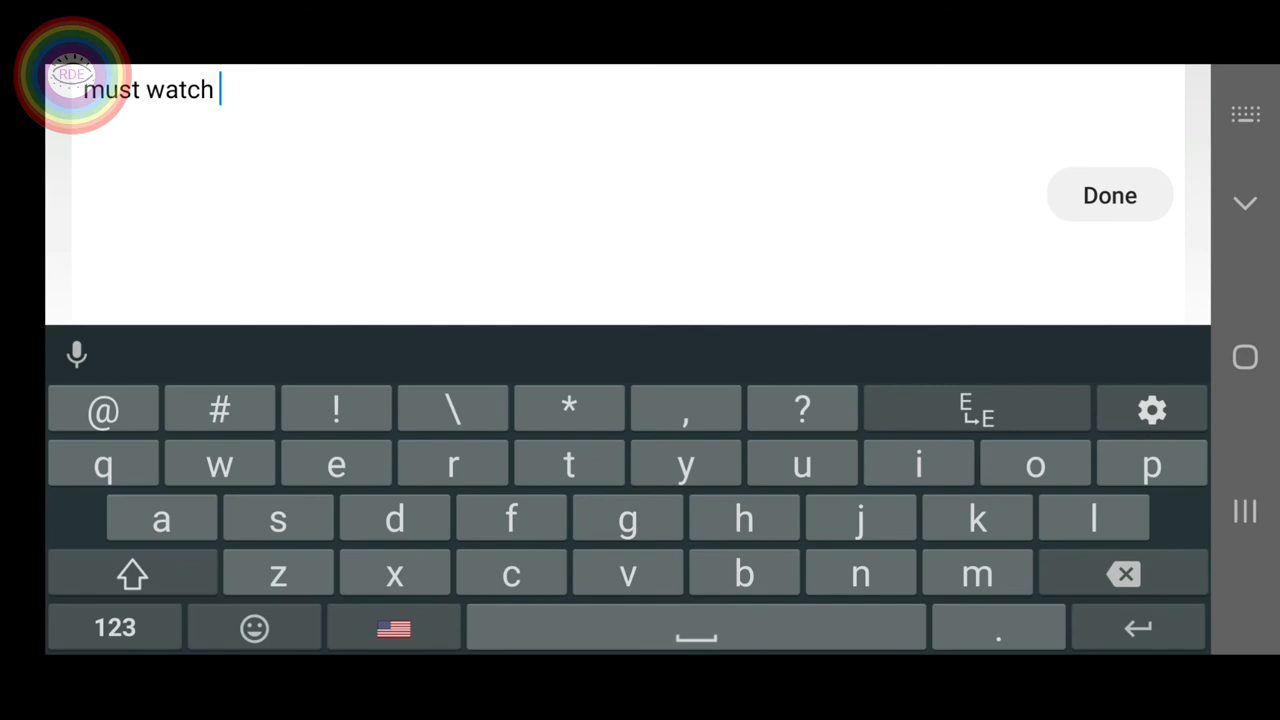 RDE
must watch
Done
@ # ! \ * , ? E E
q w e r t y u i o p
a s d f g h j k l
z x c v b n m
123 .